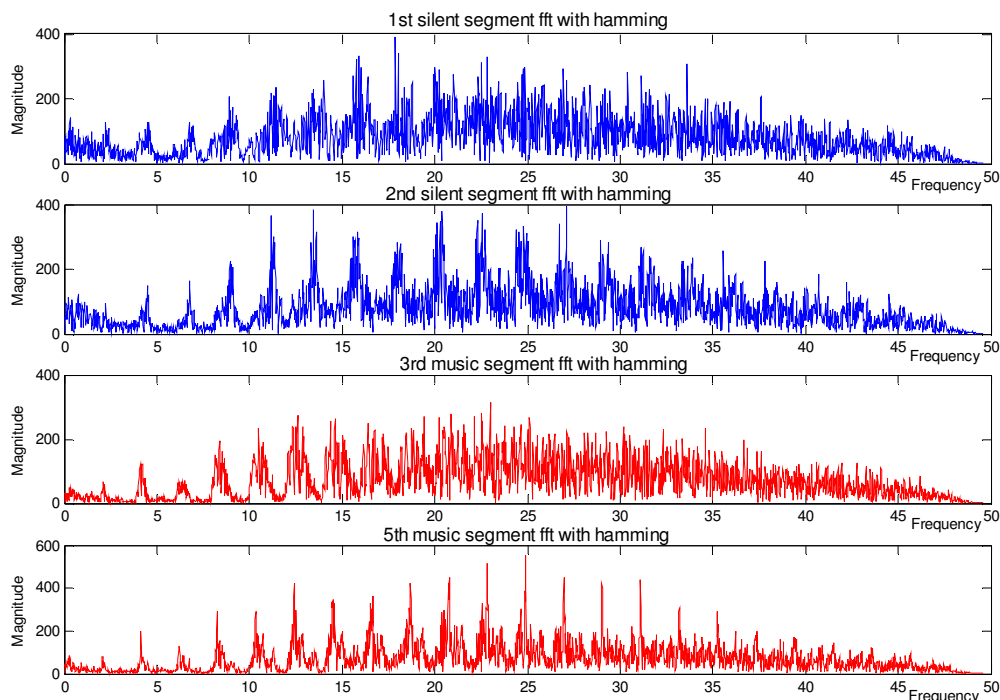 1st silent segment fft with hamming
400
200
0
Magnitude
0 5 10 15 20 25 30 35 40 45 50
Frequency
2nd silent segment fft with hamming
400
200
0
Magnitude
0 5 10 15 20 25 30 35 40 45 50
Frequency
3rd music segment fft with hamming
400
200
0
Magnitude
0 5 10 15 20 25 30 35 40 45 50
Frequency
5th music segment fft with hamming
600
400
200
0
Magnitude
0 5 10 15 20 25 30 35 40 45 50
Frequency